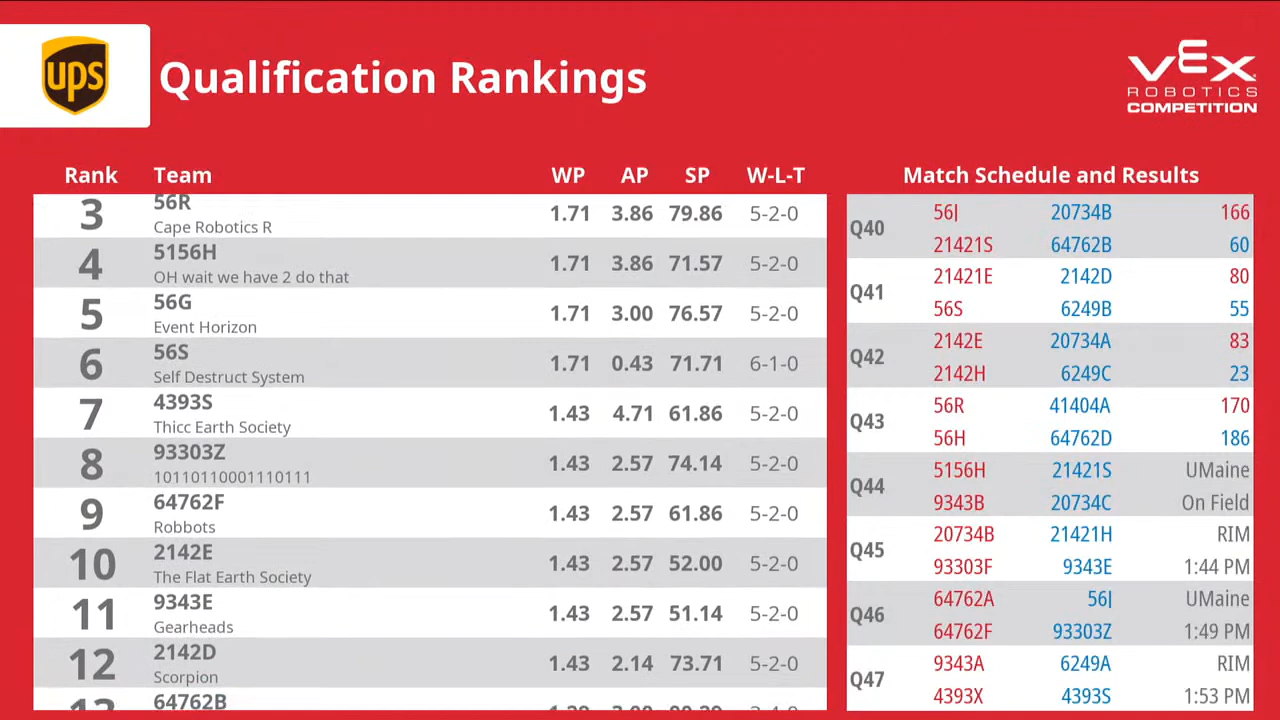 ups
Qualification Rankings
VEX
ROBOTICS
COMPETITION
Rank Team WP AP SP W-L-T
3 56R Cape Robotics R 1.71 3.86 79.86 5-2-0
4 5156H OH wait we have 2 do that 1.71 3.86 71.57 5-2-0
5 56G Event Horizon 1.71 3.00 76.57 5-2-0
6 56S Self Destruct System 1.71 0.43 71.71 6-1-0
7 4393S Thicc Earth Society 1.43 4.71 61.86 5-2-0
8 93303Z 10110110001110111 1.43 2.57 74.14 5-2-0
9 64762F Robbots 1.43 2.57 61.86 5-2-0
10 2142E The Flat Earth Society 1.43 2.57 52.00 5-2-0
11 9343E Gearheads 1.43 2.57 51.14 5-2-0
12 2142D Scorpion 1.43 2.14 73.71 5-2-0
64762B
Match Schedule and Results
Q40
56J 20734B 166
21421S 64762B 60
Q41
21421E 2142D 80
56S 6249B 55
Q42
2142E 20734A 83
2142H 6249C 23
Q43
56R 41404A 170
56H 64762D 186
Q44
5156H 21421S UMaine
9343B 20734C On Field
Q45
20734B 21421H RIM
93303F 9343E 1:44 PM
Q46
64762A 56J UMaine
64762F 93303Z 1:49 PM
Q47
9343A 6249A RIM
4393X 4393S 1:53 PM